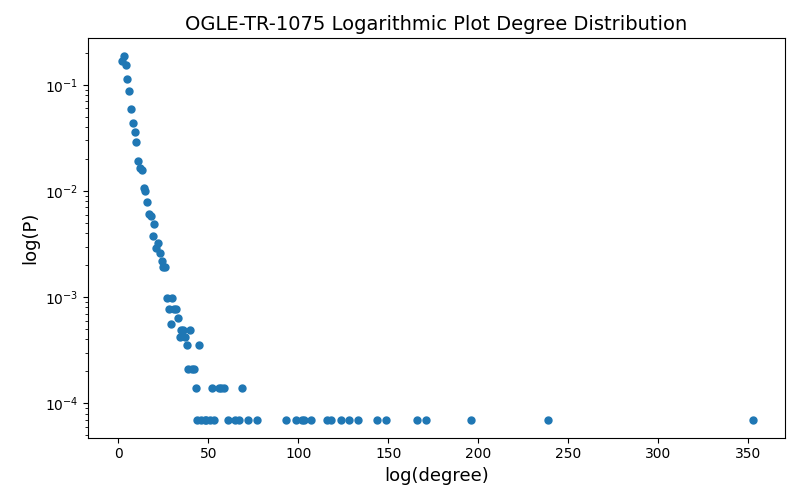 OGLE-TR-1075 Logarithmic Plot Degree Distribution
log(P)
10⁻¹
10⁻²
10⁻³
10⁻⁴
0 50 100 150 200 250 300 350
log(degree)